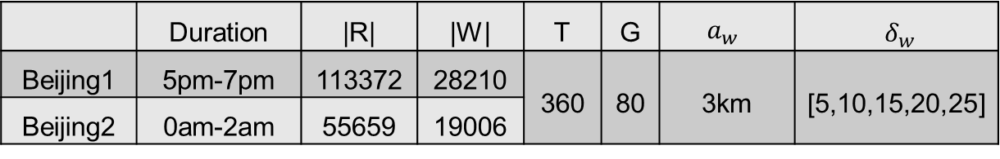 Duration |R| |W| T G a_w δ_w
Beijing1 5pm-7pm 113372 28210
360 80 3km [5,10,15,20,25]
Beijing2 0am-2am 55659 19006